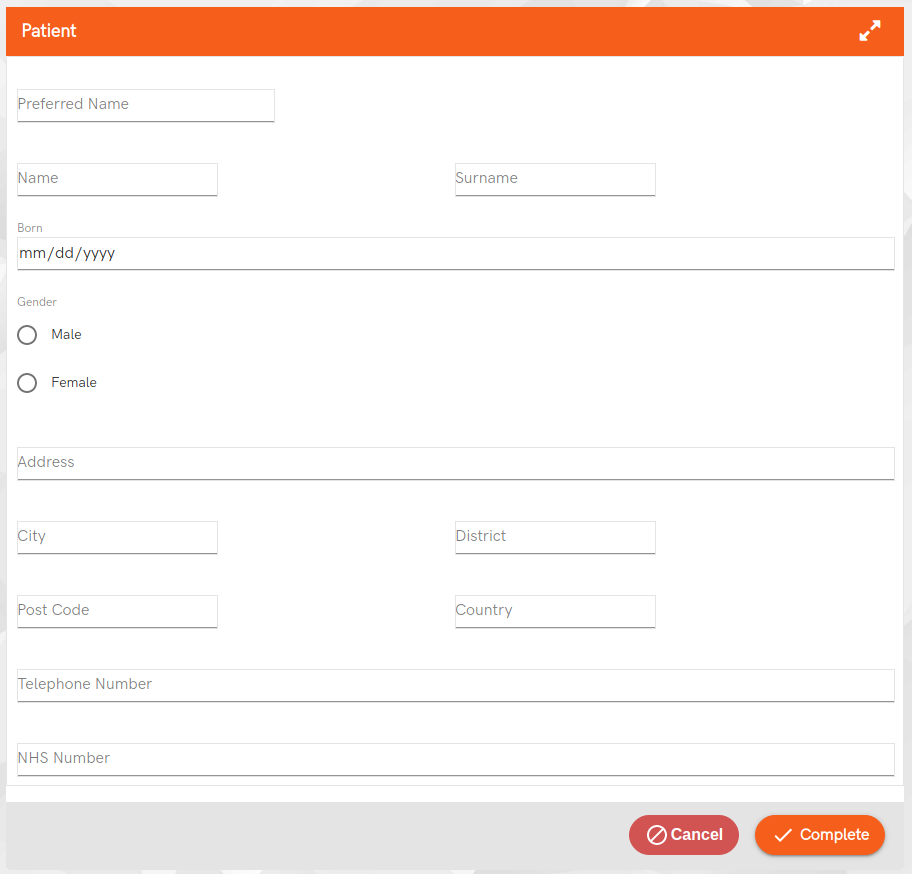 Patient
Preferred Name
Name Surname
Born
mm/dd/yyyy
Gender
Male
Female
Address
City District
Post Code Country
Telephone Number
NHS Number
Cancel Complete